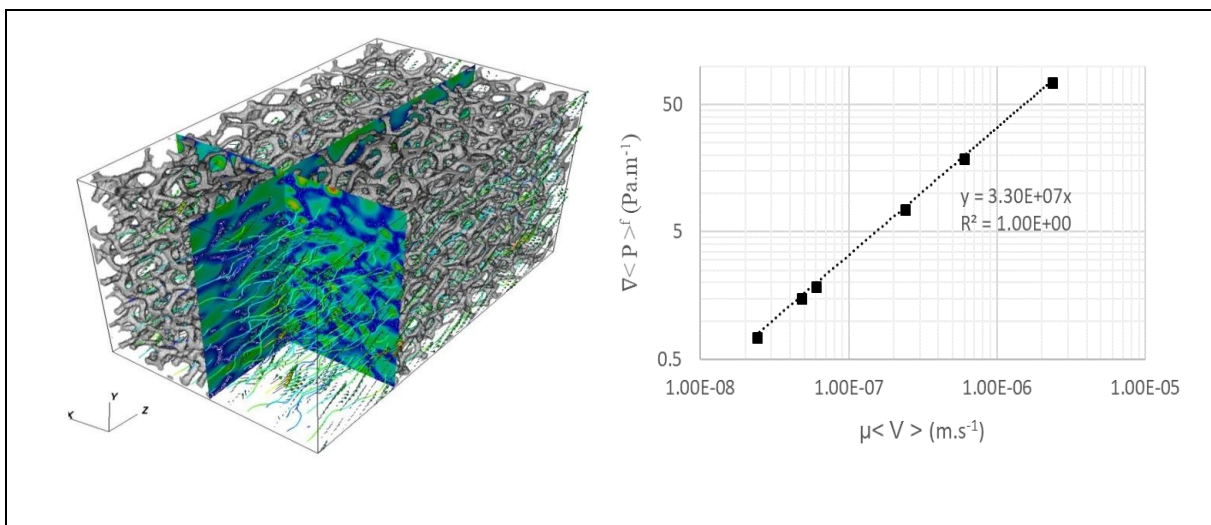 X
Y
Z
∇< P >ᶠ (Pa.m⁻¹)
50
5
0.5
y = 3.30E+07x
R² = 1.00E+00
1.00E-08
1.00E-07
1.00E-06
1.00E-05
μ< V > (m.s⁻¹)